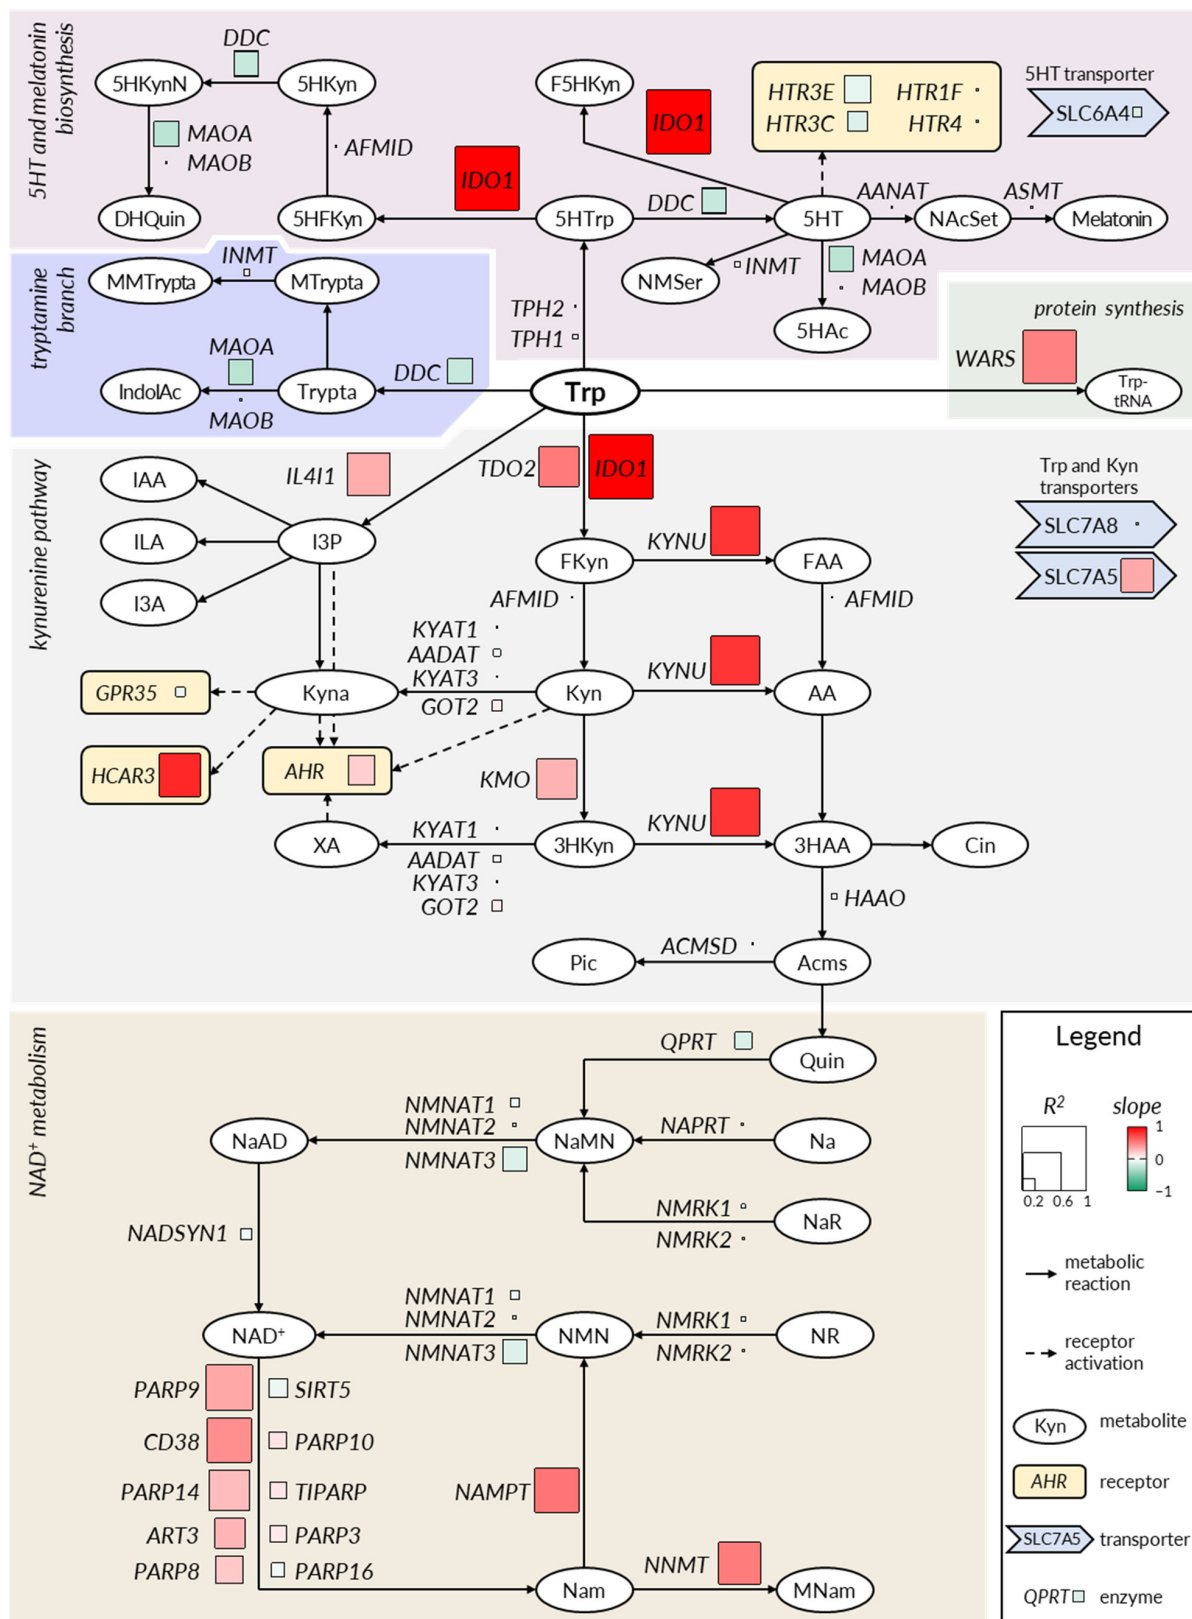 5HT and melatonin
biosynthesis
DDC
5HKynN
5HKyn
MAOA
MAOB
AFMID
DHQuin
5HFKyn
IDO1
5HTrp
F5HKyn
IDO1
HTR3E
HTR1F
HTR3C
HTR4
5HT transporter
SLC6A4
DDC
5HT
AANAT
NAcSet
ASMT
Melatonin
NMSer
INMT
MAOA
MAOB
5HAc
TPH2
TPH1
tryptamine
branch
INMT
MMTrypta
MTrypta
MAOA
IndolAc
MAOB
Trypta
DDC
Trp
protein synthesis
WARS
Trp-
tRNA
kynurenine pathway
IL4I1
IAA
ILA
I3A
I3P
TDO2
IDO1
Trp and Kyn
transporters
SLC7A8
SLC7A5
FKyn
KYNU
FAA
AFMID
AFMID
KYAT1
AADAT
KYAT3
GOT2
GPR35
Kyna
Kyn
KYNU
AA
HCAR3
AHR
KMO
XA
KYAT1
AADAT
KYAT3
GOT2
3HKyn
KYNU
3HAA
Cin
HAAO
Pic
ACMSD
Acms
NAD+ metabolism
QPRT
Quin
NMNAT1
NMNAT2
NMNAT3
NaAD
NaMN
NAPRT
Na
NMRK1
NMRK2
NaR
NADSYN1
NMNAT1
NMNAT2
NMNAT3
NAD+
NMN
NMRK1
NMRK2
NR
PARP9
SIRT5
CD38
PARP10
PARP14
TIPARP
ART3
PARP3
PARP8
PARP16
NAMPT
Nam
NNMT
MNam
Legend
R2
slope
1
0
−1
0.2 0.6 1
metabolic
reaction
receptor
activation
Kyn
metabolite
AHR
receptor
SLC7A5
transporter
QPRT
enzyme